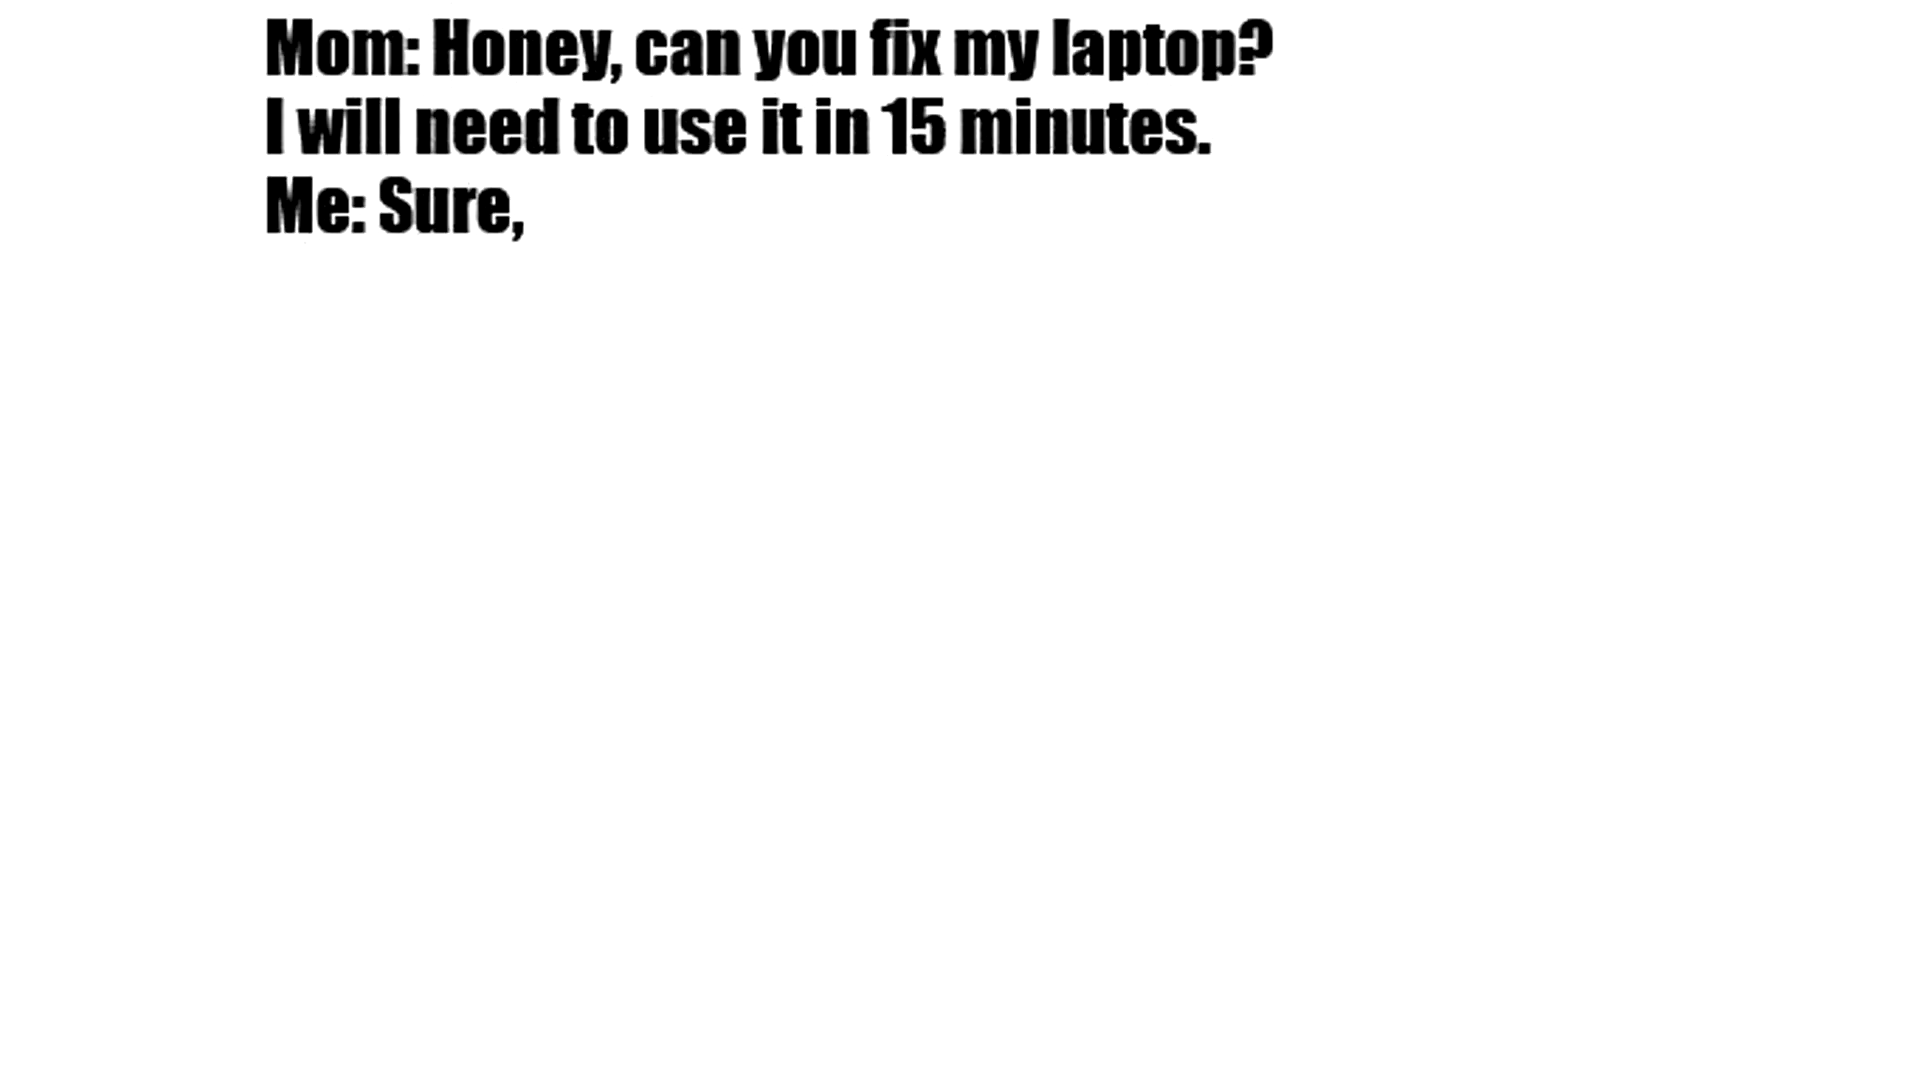 Mom: Honey, can you fix my laptop?
I will need to use it in 15 minutes.
Me: Sure,